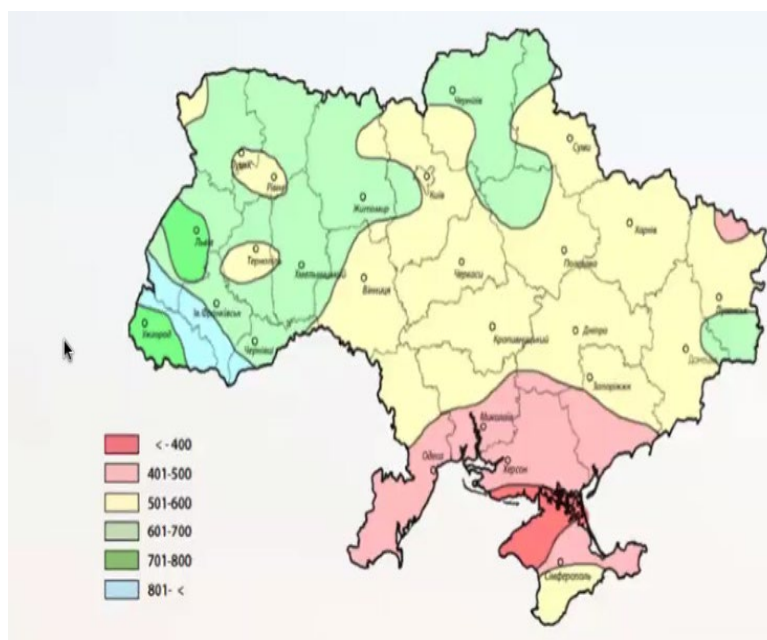 Чернігів
Суми
Луцьк
Рівне
Київ
Житомир
Харків
Львів
Тернопіль
Хмельницький
Полтава
Черкаси
Вінниця
Луганськ
Ів.Франківськ
Ужгород
Чернівці
Кропивницький
Дніпро
Донецьк
Запоріжжя
Миколаїв
Одеса
Херсон
Сімферополь
< - 400
401-500
501-600
601-700
701-800
801- <